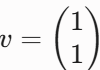 v = (1
1)